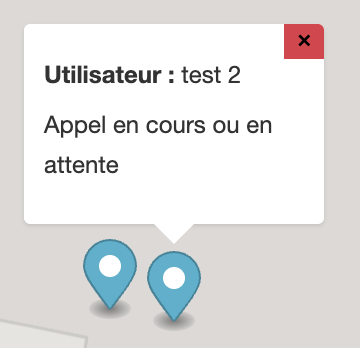 ×
Utilisateur : test 2
Appel en cours ou en
attente